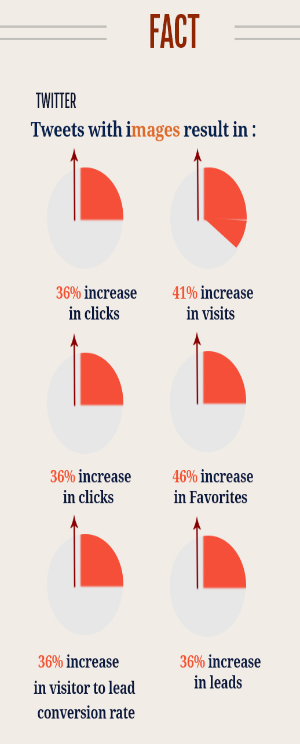 FACT
TWITTER
Tweets with images result in :
36% increase
in clicks
41% increase
in visits
36% increase
in clicks
46% increase
in Favorites
36% increase
in visitor to lead
conversion rate
36% increase
in leads